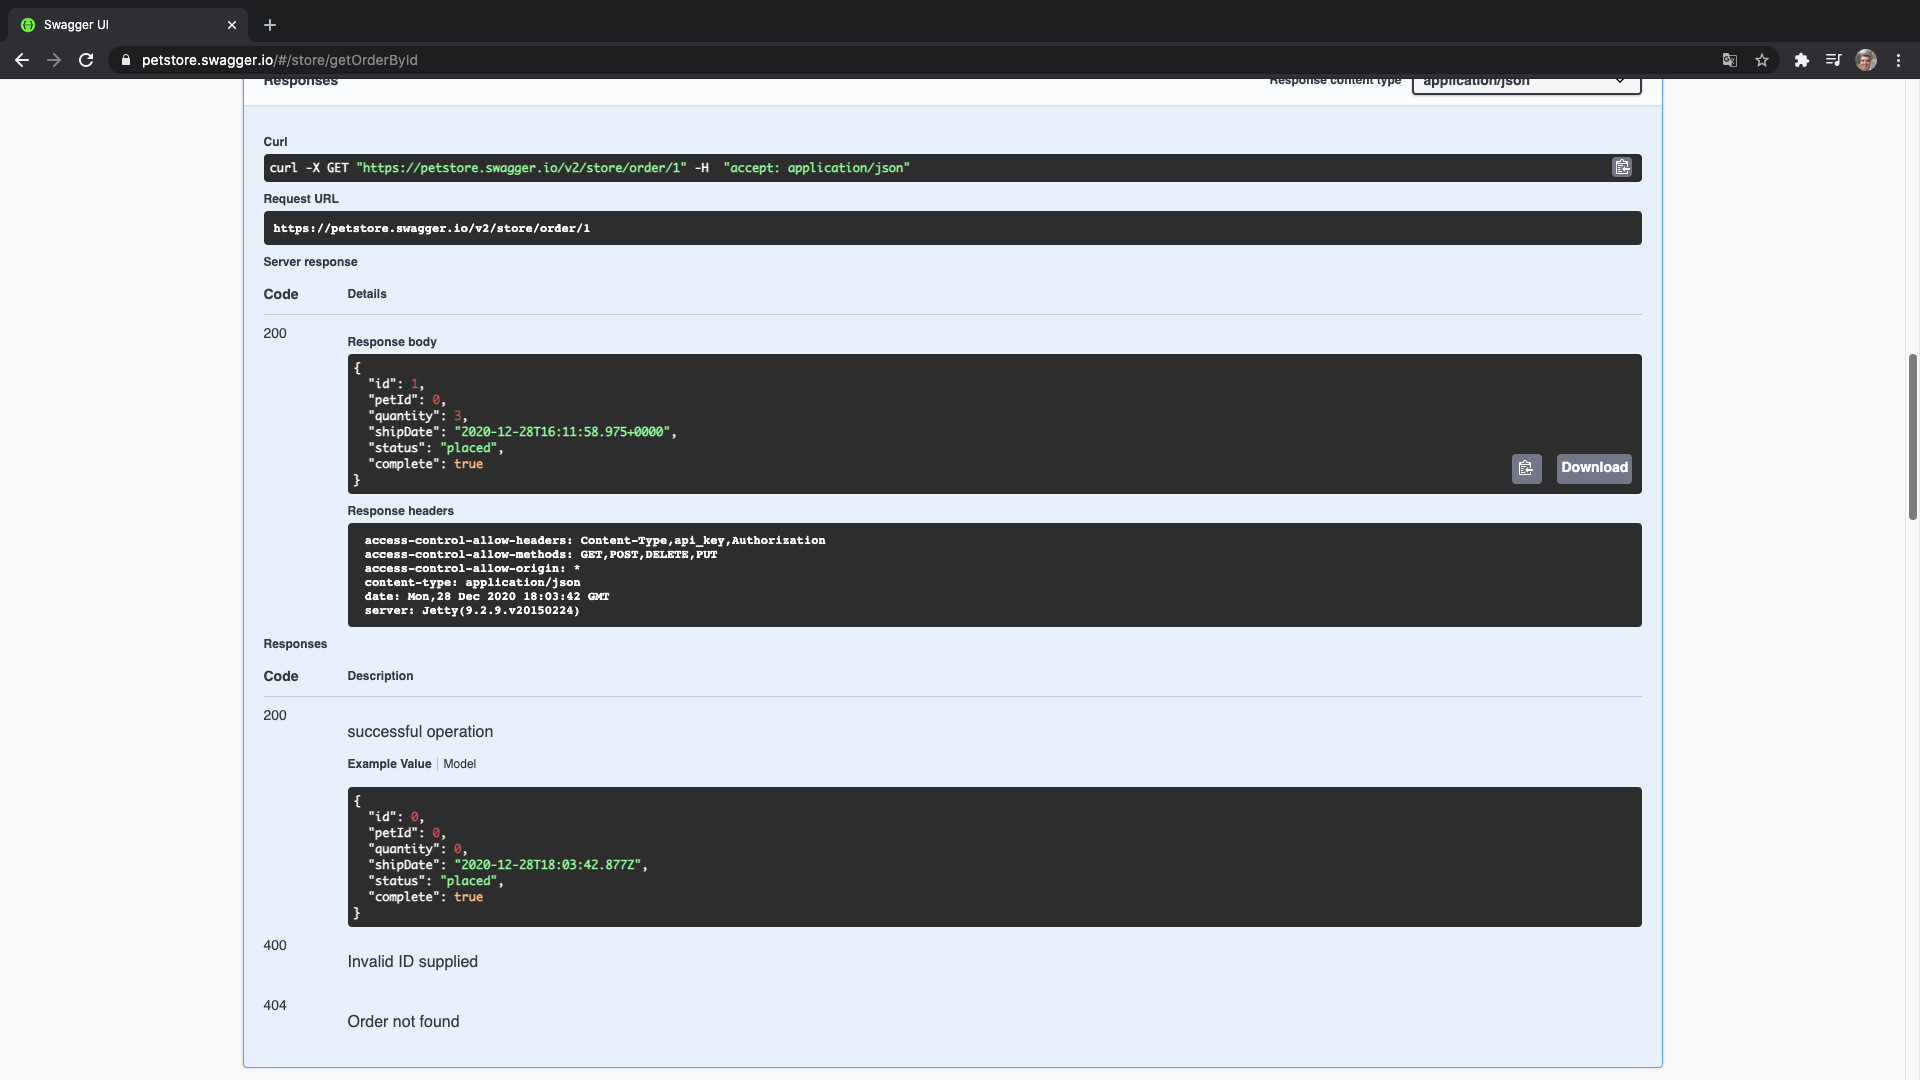 Swagger UI
petstore.swagger.io/#/store/getOrderById
Responses
Response content type
application/json
Curl
curl -X GET "https://petstore.swagger.io/v2/store/order/1" -H  "accept: application/json"
Request URL
https://petstore.swagger.io/v2/store/order/1
Server response
Code Details
200
Response body
{
  "id": 1,
  "petId": 0,
  "quantity": 3,
  "shipDate": "2020-12-28T16:11:58.975+0000",
  "status": "placed",
  "complete": true
}
Download
Response headers
access-control-allow-headers: Content-Type,api_key,Authorization
access-control-allow-methods: GET,POST,DELETE,PUT
access-control-allow-origin: *
content-type: application/json
date: Mon,28 Dec 2020 18:03:42 GMT
server: Jetty(9.2.9.v20150224)
Responses
Code Description
200
successful operation
Example Value Model
{
  "id": 0,
  "petId": 0,
  "quantity": 0,
  "shipDate": "2020-12-28T18:03:42.877Z",
  "status": "placed",
  "complete": true
}
400
Invalid ID supplied
404
Order not found